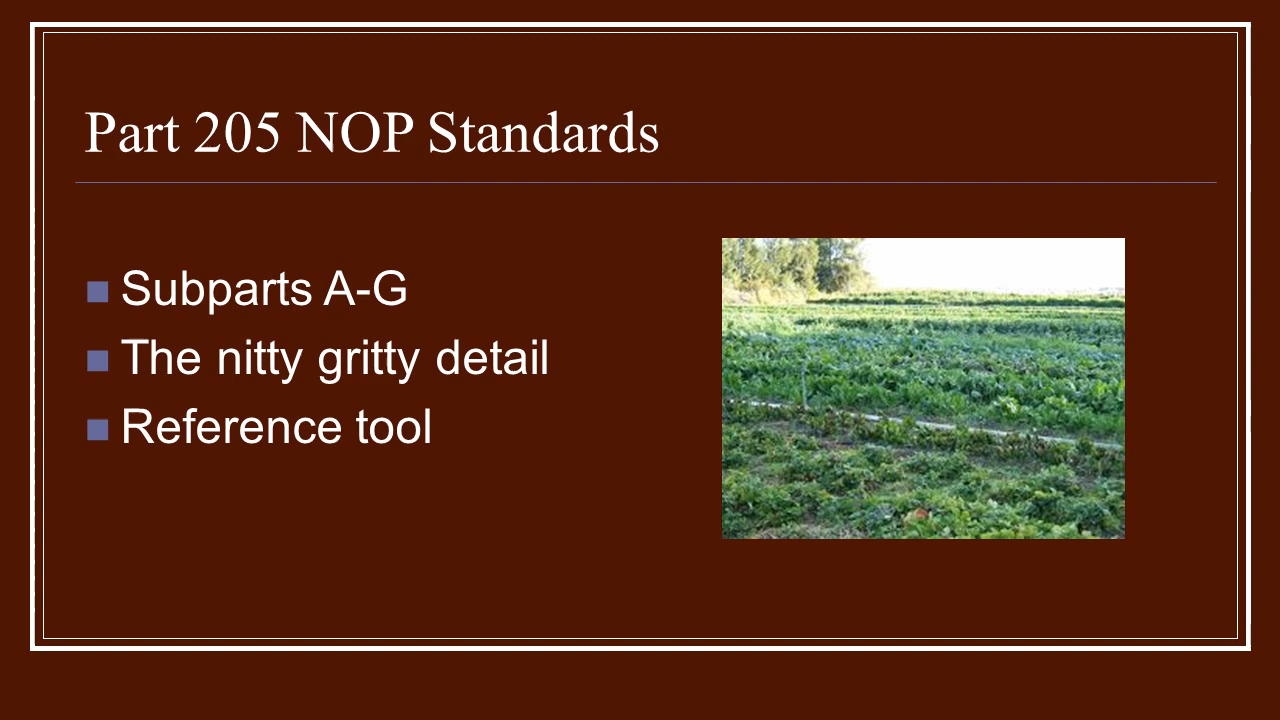 Part 205 NOP Standards
Subparts A-G
The nitty gritty detail
Reference tool